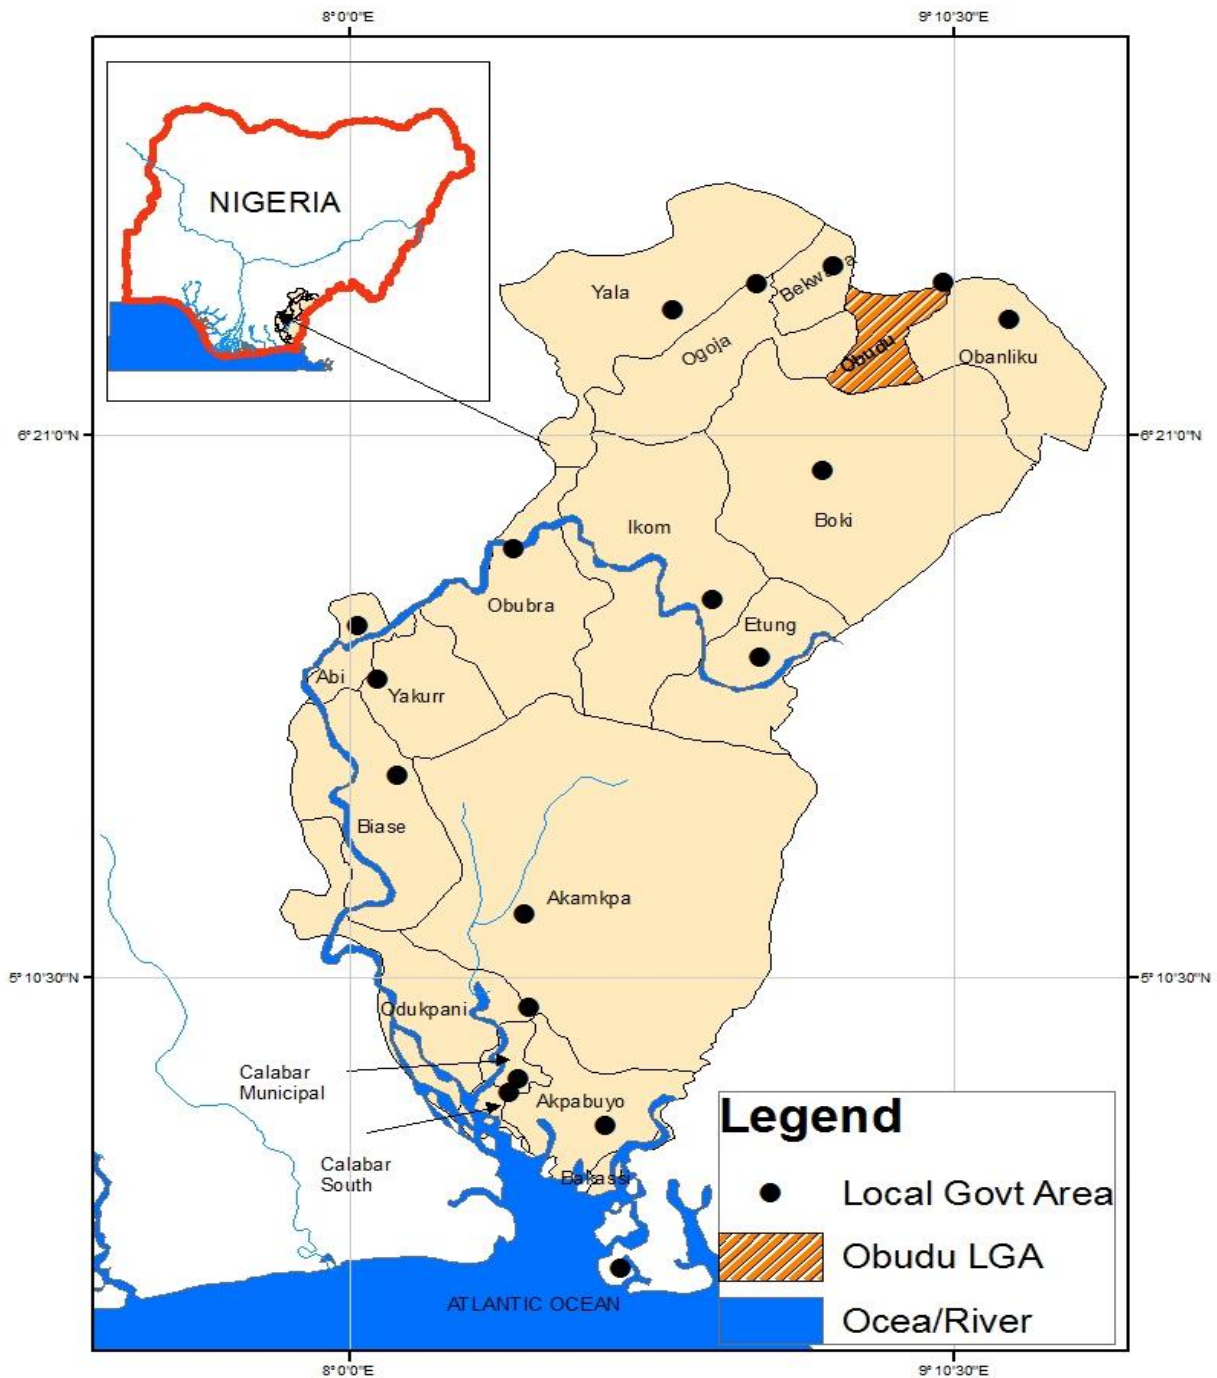 8°0'0"E
9°10'30"E
NIGERIA
Yala
Bekwarra
Ogoja
Obudu
Obanliku
6°21'0"N
6°21'0"N
Ikom
Boki
Obubra
Etung
Abi
Yakurr
Biase
Akamkpa
5°10'30"N
5°10'30"N
Odukpani
Calabar
Municipal
Akpabuyo
Calabar
South
Bakassi
ATLANTIC OCEAN
Legend
Local Govt Area
Obudu LGA
Ocea/River
8°0'0"E
9°10'30"E